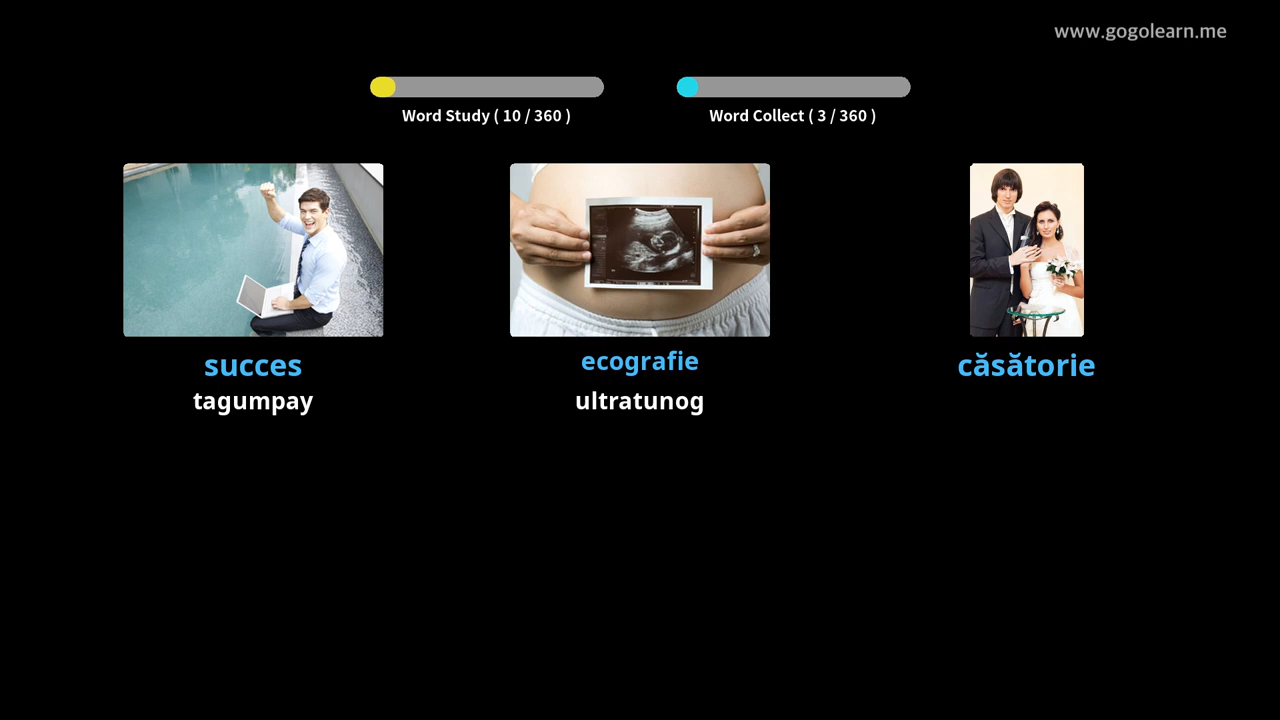 www.gogolearn.me
Word Study ( 10 / 360 )
Word Collect ( 3 / 360 )
succes
tagumpay
ecografie
ultratunog
căsătorie